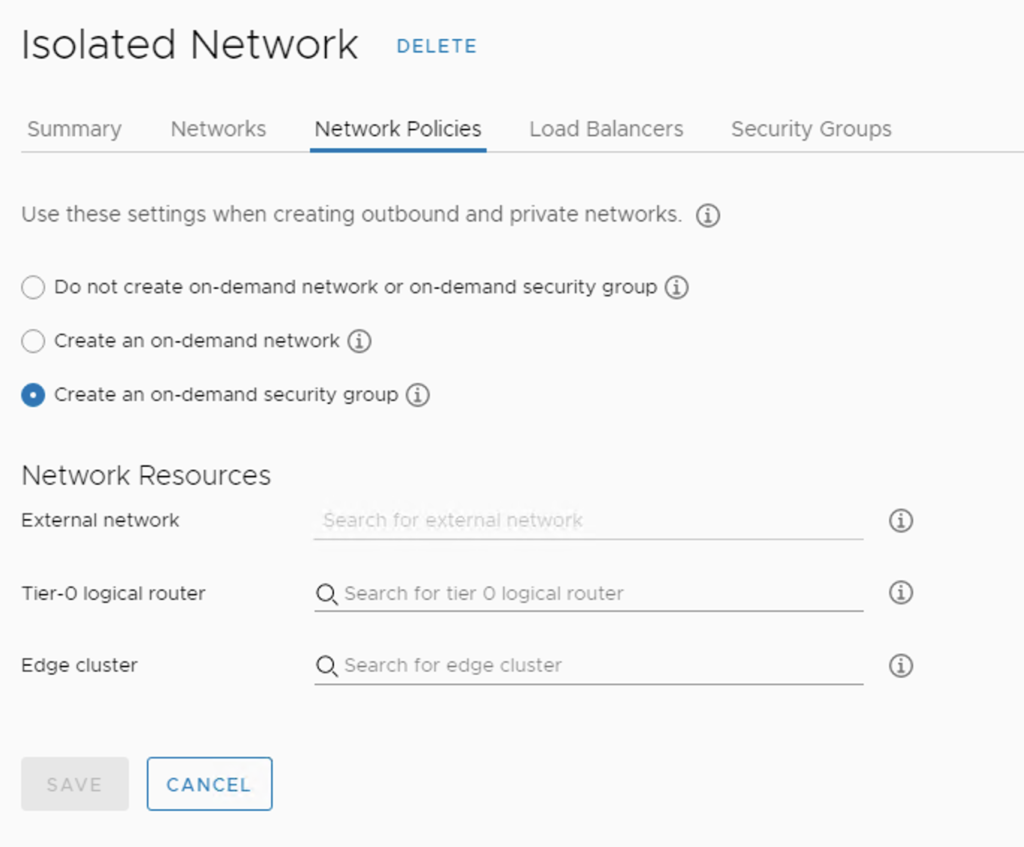 Isolated Network DELETE
Summary Networks Network Policies Load Balancers Security Groups
Use these settings when creating outbound and private networks.
Do not create on-demand network or on-demand security group
Create an on-demand network
Create an on-demand security group
Network Resources
External network Search for external network
Tier-0 logical router Search for tier 0 logical router
Edge cluster Search for edge cluster
SAVE CANCEL